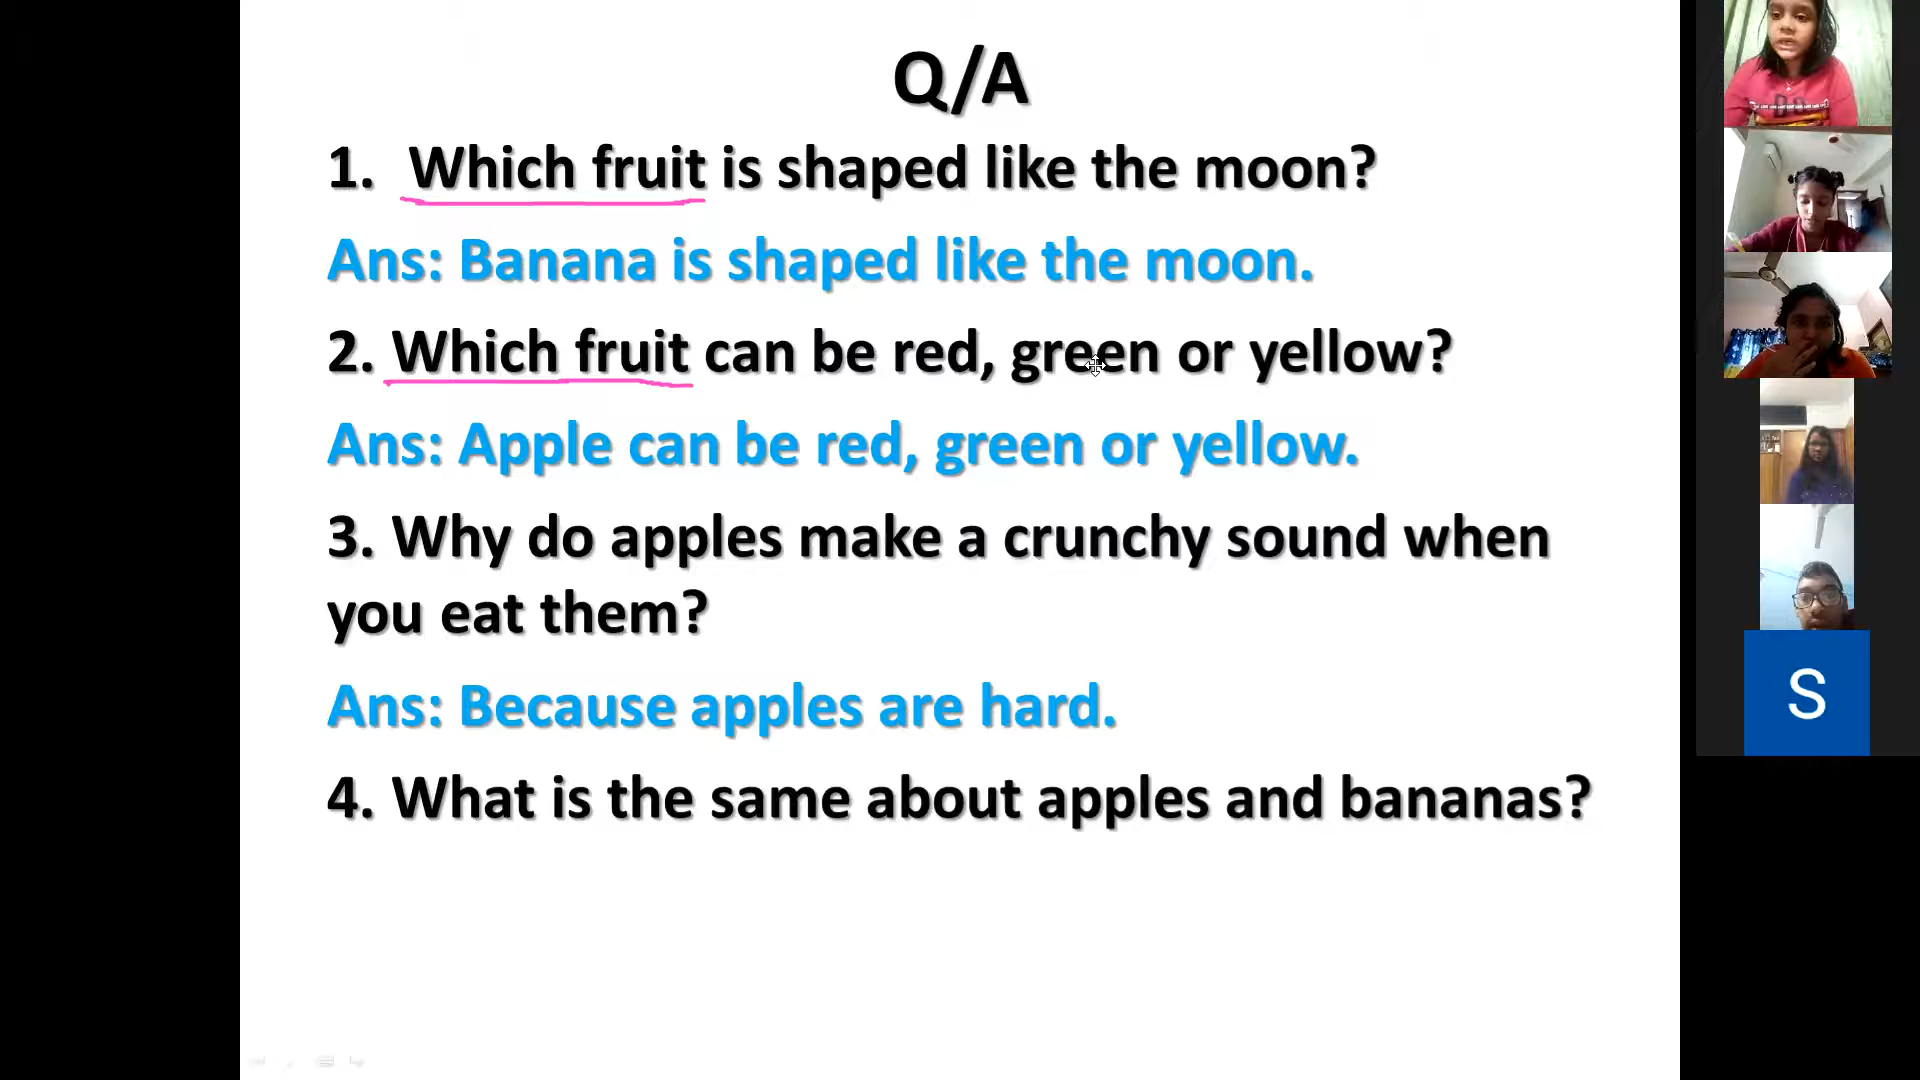 Q/A
1. Which fruit is shaped like the moon?
Ans: Banana is shaped like the moon.
2. Which fruit can be red, green or yellow?
Ans: Apple can be red, green or yellow.
3. Why do apples make a crunchy sound when
you eat them?
Ans: Because apples are hard.
4. What is the same about apples and bananas?
S